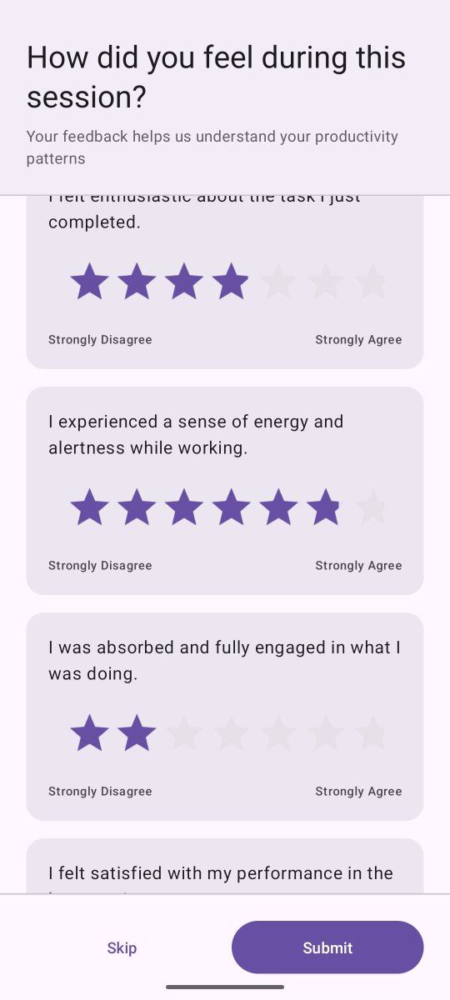 How did you feel during this
session?
Your feedback helps us understand your productivity
patterns
I felt enthusiastic about the task I just
completed.
Strongly Disagree
Strongly Agree
I experienced a sense of energy and
alertness while working.
Strongly Disagree
Strongly Agree
I was absorbed and fully engaged in what I
was doing.
Strongly Disagree
Strongly Agree
I felt satisfied with my performance in the
Skip
Submit